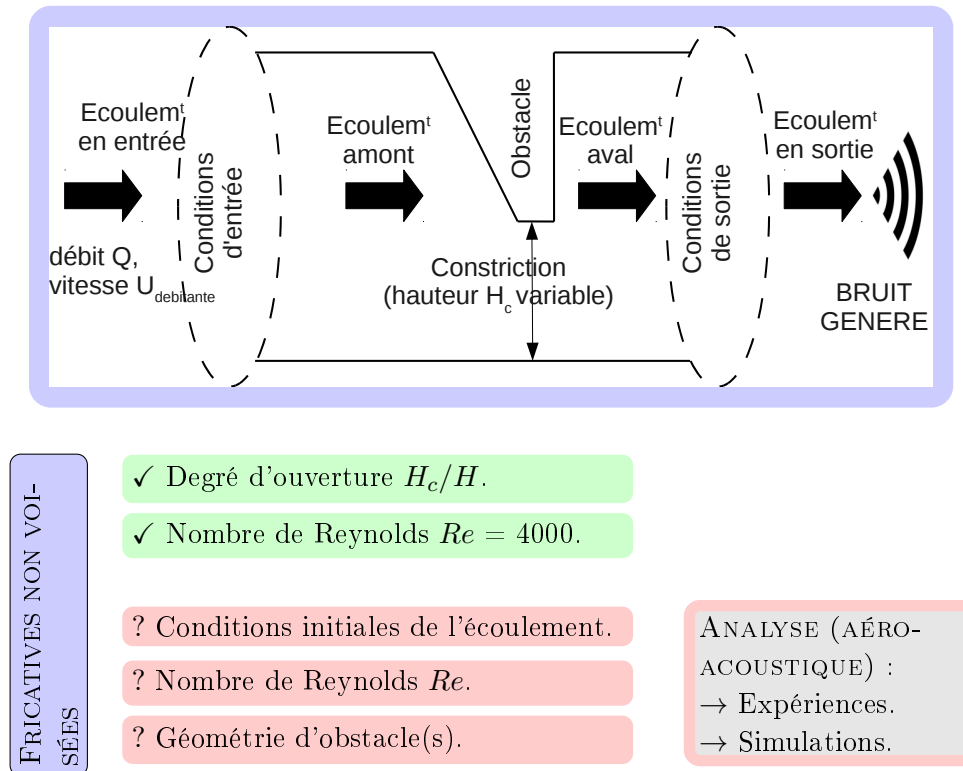 Ecoulemᵗ
en entrée
débit Q,
vitesse U_debitante
Conditions
d'entrée
Ecoulemᵗ
amont
Obstacle
Constriction
(hauteur H_c variable)
Ecoulemᵗ
aval
Conditions
de sortie
Ecoulemᵗ
en sortie
BRUIT
GENERE
FRICATIVES NON VOI-
SÉES
✓ Degré d'ouverture H_c/H.
✓ Nombre de Reynolds Re = 4000.
? Conditions initiales de l'écoulement.
? Nombre de Reynolds Re.
? Géométrie d'obstacle(s).
ANALYSE (AÉRO-
ACOUSTIQUE) :
→ Expériences.
→ Simulations.